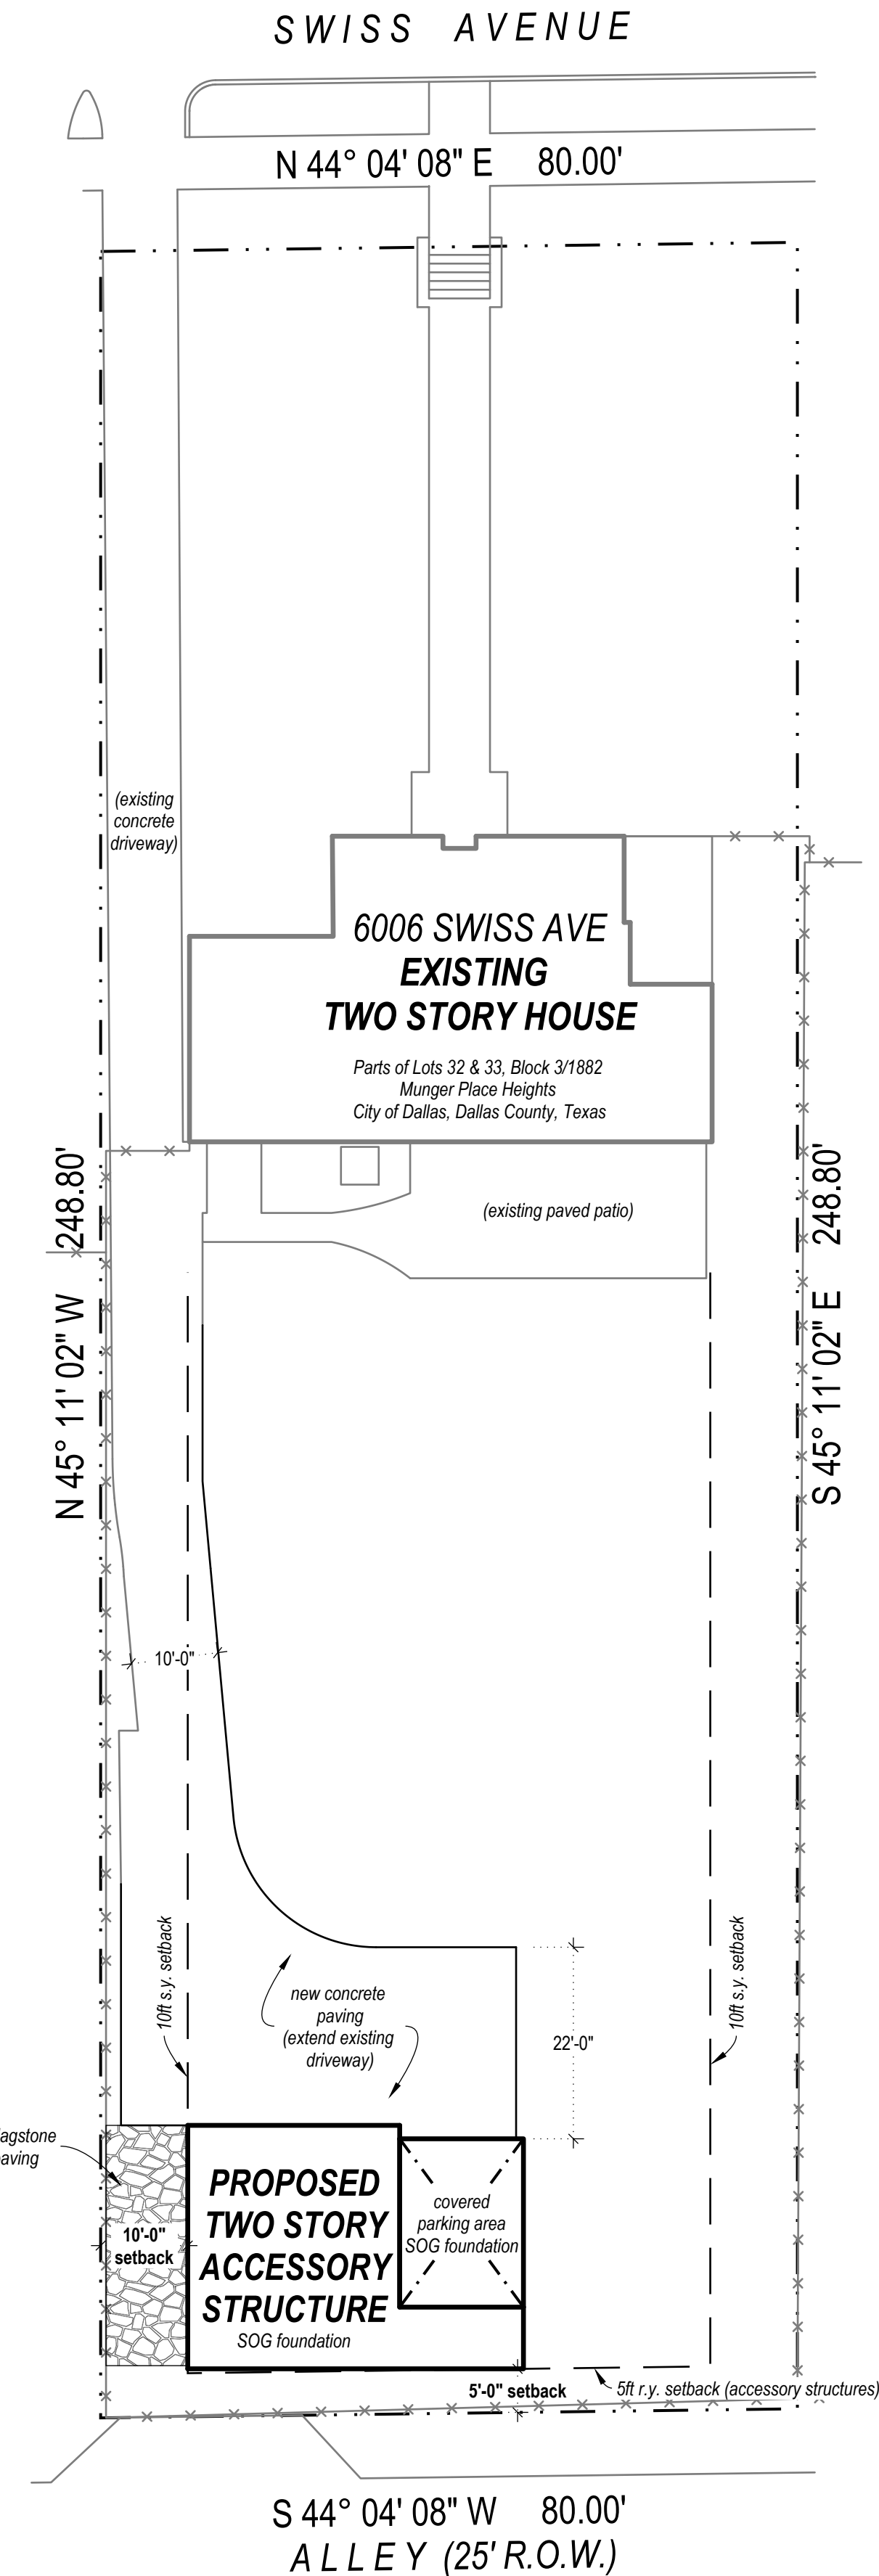 SWISS AVENUE
N 44° 04' 08" E 80.00'
(existing
concrete
driveway)
6006 SWISS AVE
EXISTING
TWO STORY HOUSE
Parts of Lots 32 & 33, Block 3/1882
Munger Place Heights
City of Dallas, Dallas County, Texas
(existing paved patio)
N 45° 11' 02" W 248.80'
S 45° 11' 02" E 248.80'
10'-0"
10ft s.y. setback
10ft s.y. setback
new concrete
paving
(extend existing
driveway)
22'-0"
agstone
aving
10'-0"
setback
PROPOSED
TWO STORY
ACCESSORY
STRUCTURE
SOG foundation
covered
parking area
SOG foundation
5'-0" setback
5ft r.y. setback (accessory structures)
S 44° 04' 08" W 80.00'
ALLEY (25' R.O.W.)